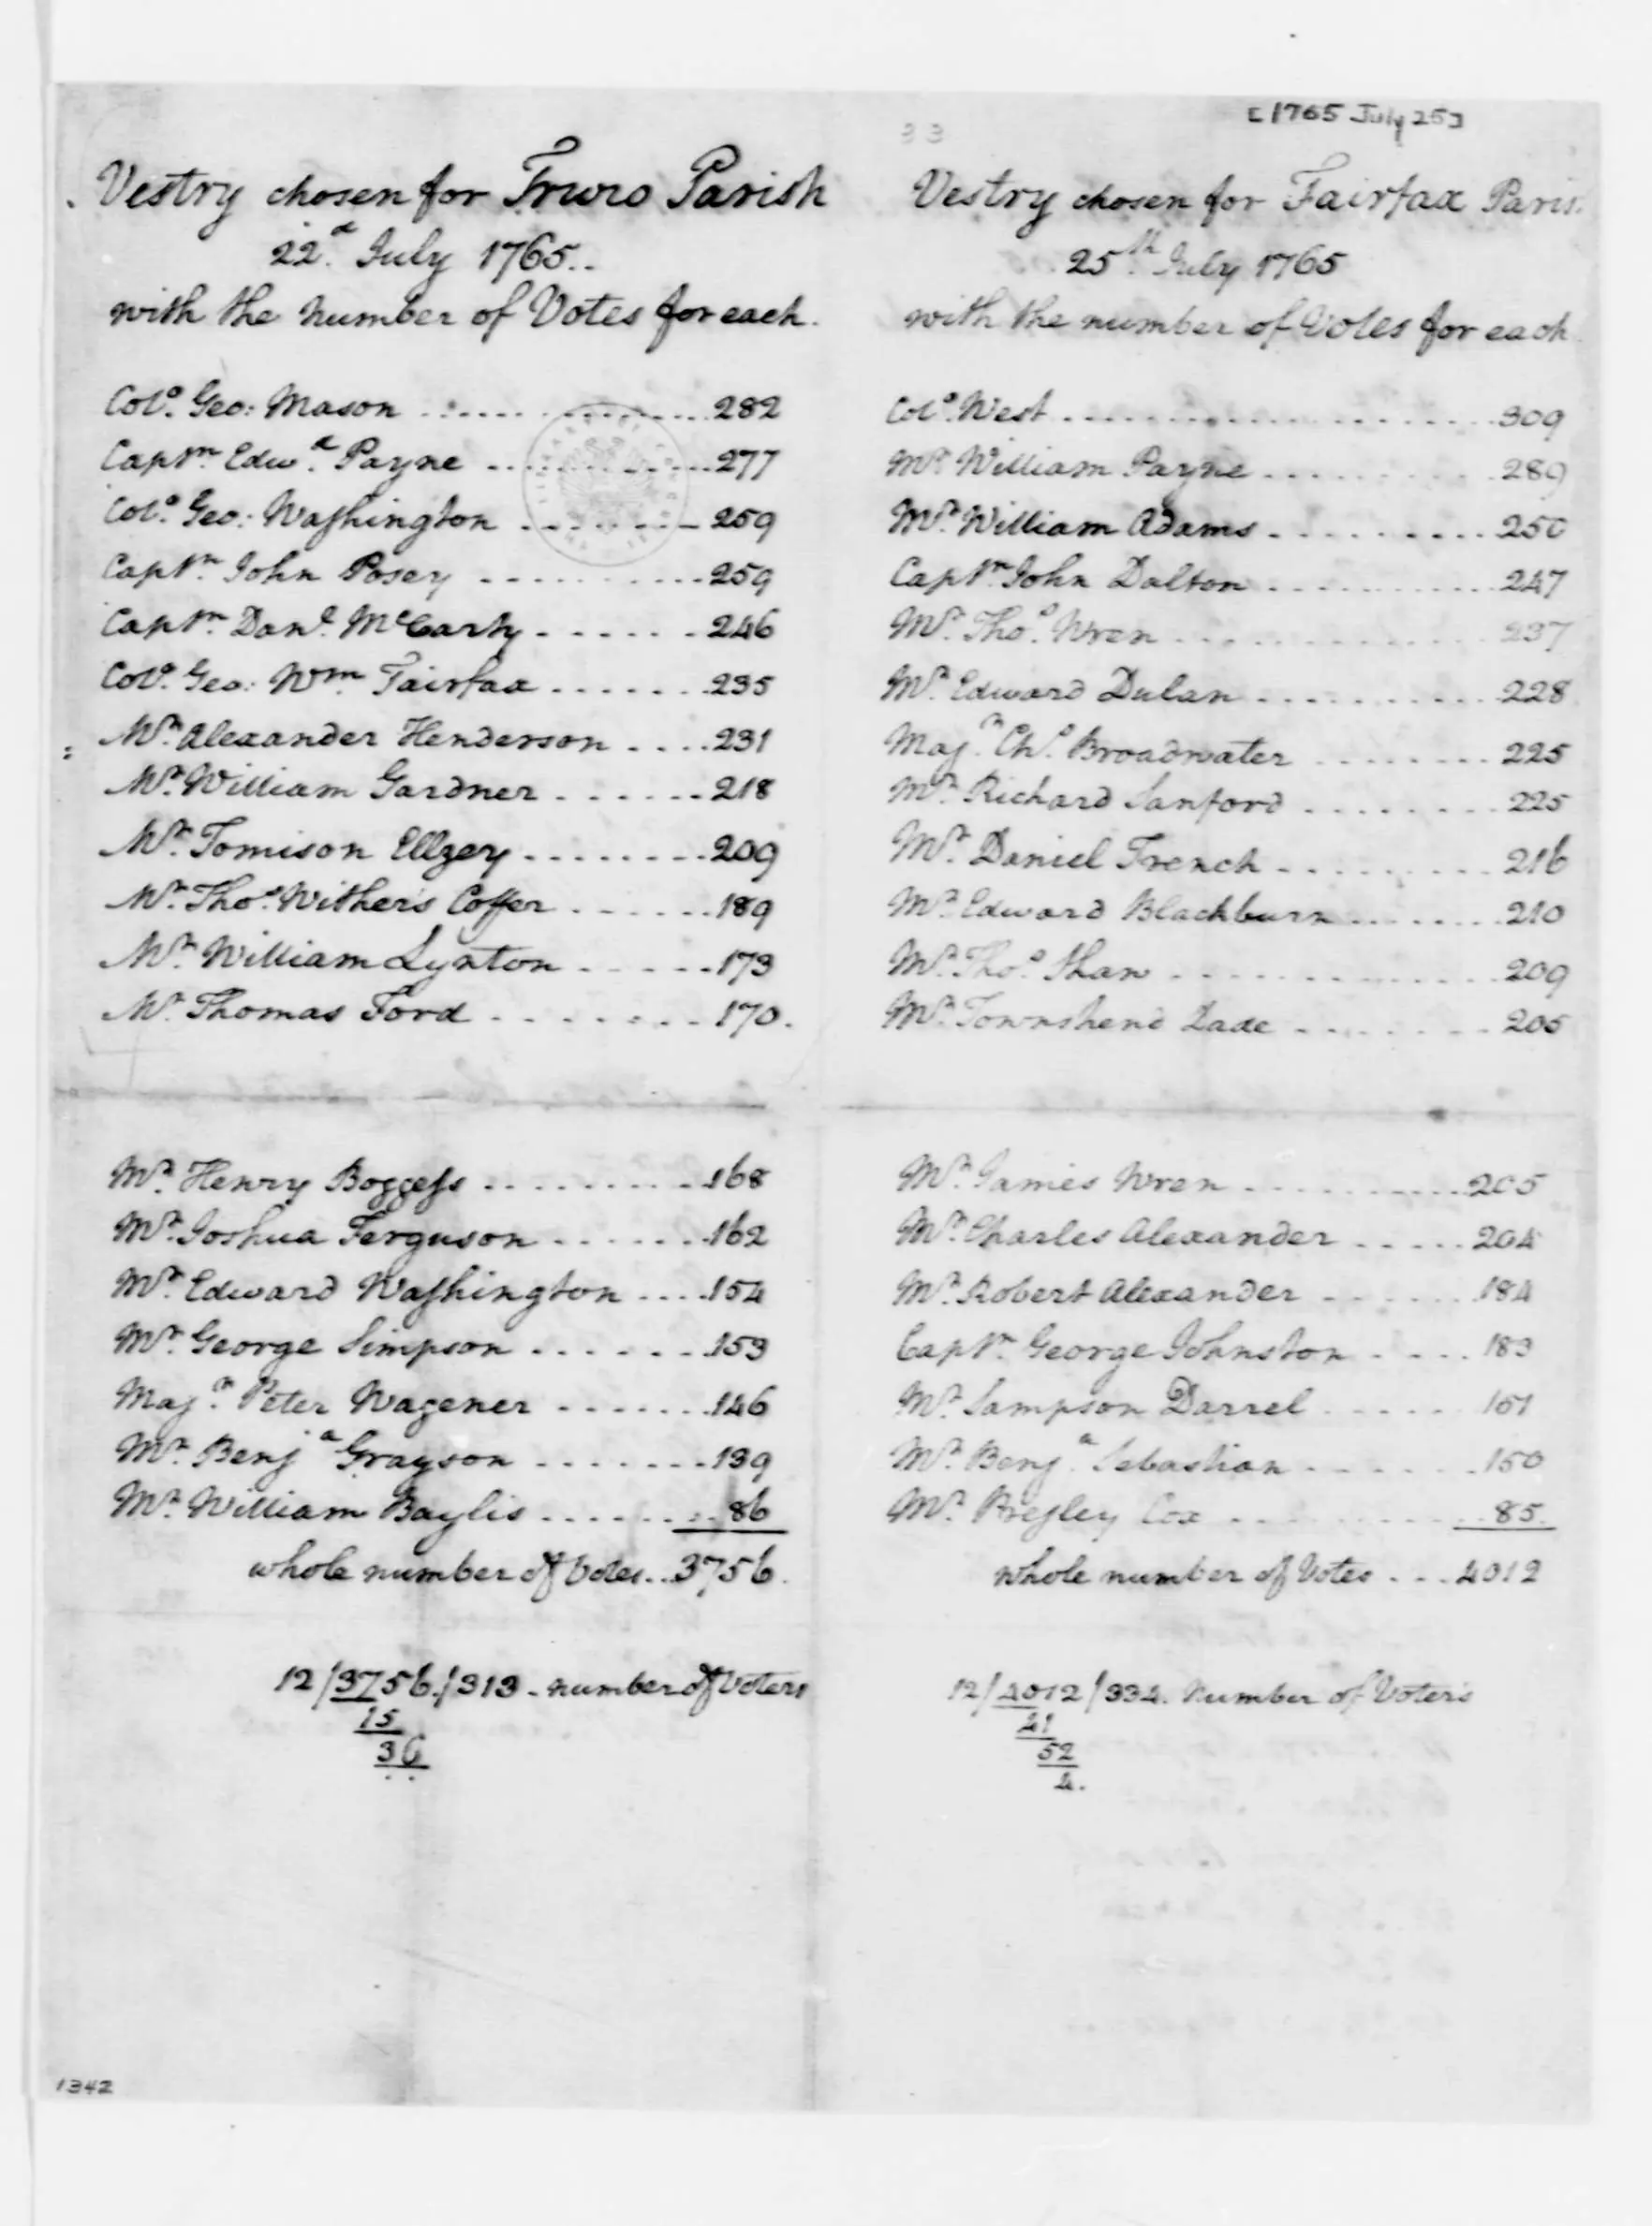 [1765 July 25]
33
Vestry chosen for Truro Parish
22.d July 1765..
with the number of Votes for each.
Colo. Geo: Mason .................. 282
Captn. Edwd. Payne ............... 277
Colo. Geo: Washington .......... 259
Captn. John Posey ............ 259
Captn. Danl. McCarty ....... 246
Colo. Geo: Wm. Fairfax ....... 235
Mr. Alexander Henderson .... 231
Mr. William Gardner ....... 218
Mr. Tomison Ellzey ........ 209
Mr. Thos. Withers Coffer ...... 189
Mr. William Lynton ..... 173
Mr. Thomas Ford ........ 170.
Mr. Henry Boggess ......... 168
Mr. Joshua Ferguson ....... 162
Mr. Edward Washington .... 154
Mr. George Simpson ....... 153
Majr. Peter Wagener ....... 146
Mr. Benja. Grayson ....... 139
Mr. William Baylis ........ 86
whole number of Votes .. 3756.
12/3756./313 - number of Voters
15
36
Vestry chosen for Fairfax Paris
25.th July 1765
with the number of Votes for each
Colo. West ........................ 309
Mr. William Payne .......... 289
Mr. William Adams .......... 250
Captn. John Dalton ............ 247
Mr. Thos. Wren ............. 237
Mr. Edward Dulan ........... 228
Majr. Chs. Broadwater ........ 225
Mr. Richard Sanford ........ 225
Mr. Daniel French .......... 216
Mr. Edward Blackburn ....... 210
Mr. Thos. Shaw .............. 209
Mr. Townshend Dade ........ 205
Mr. James Wren ............ 205
Mr. Charles Alexander ..... 204
Mr. Robert Alexander ....... 184
Captn. George Johnston .... 183
Mr. Sampson Darrel ...... 161
Mr. Benja. Sebastian ....... 150
Mr. Presley Cox ............ 85.
whole number of Votes ... 4012
12/4012/334. Number of Voters
41
52
4.
1342